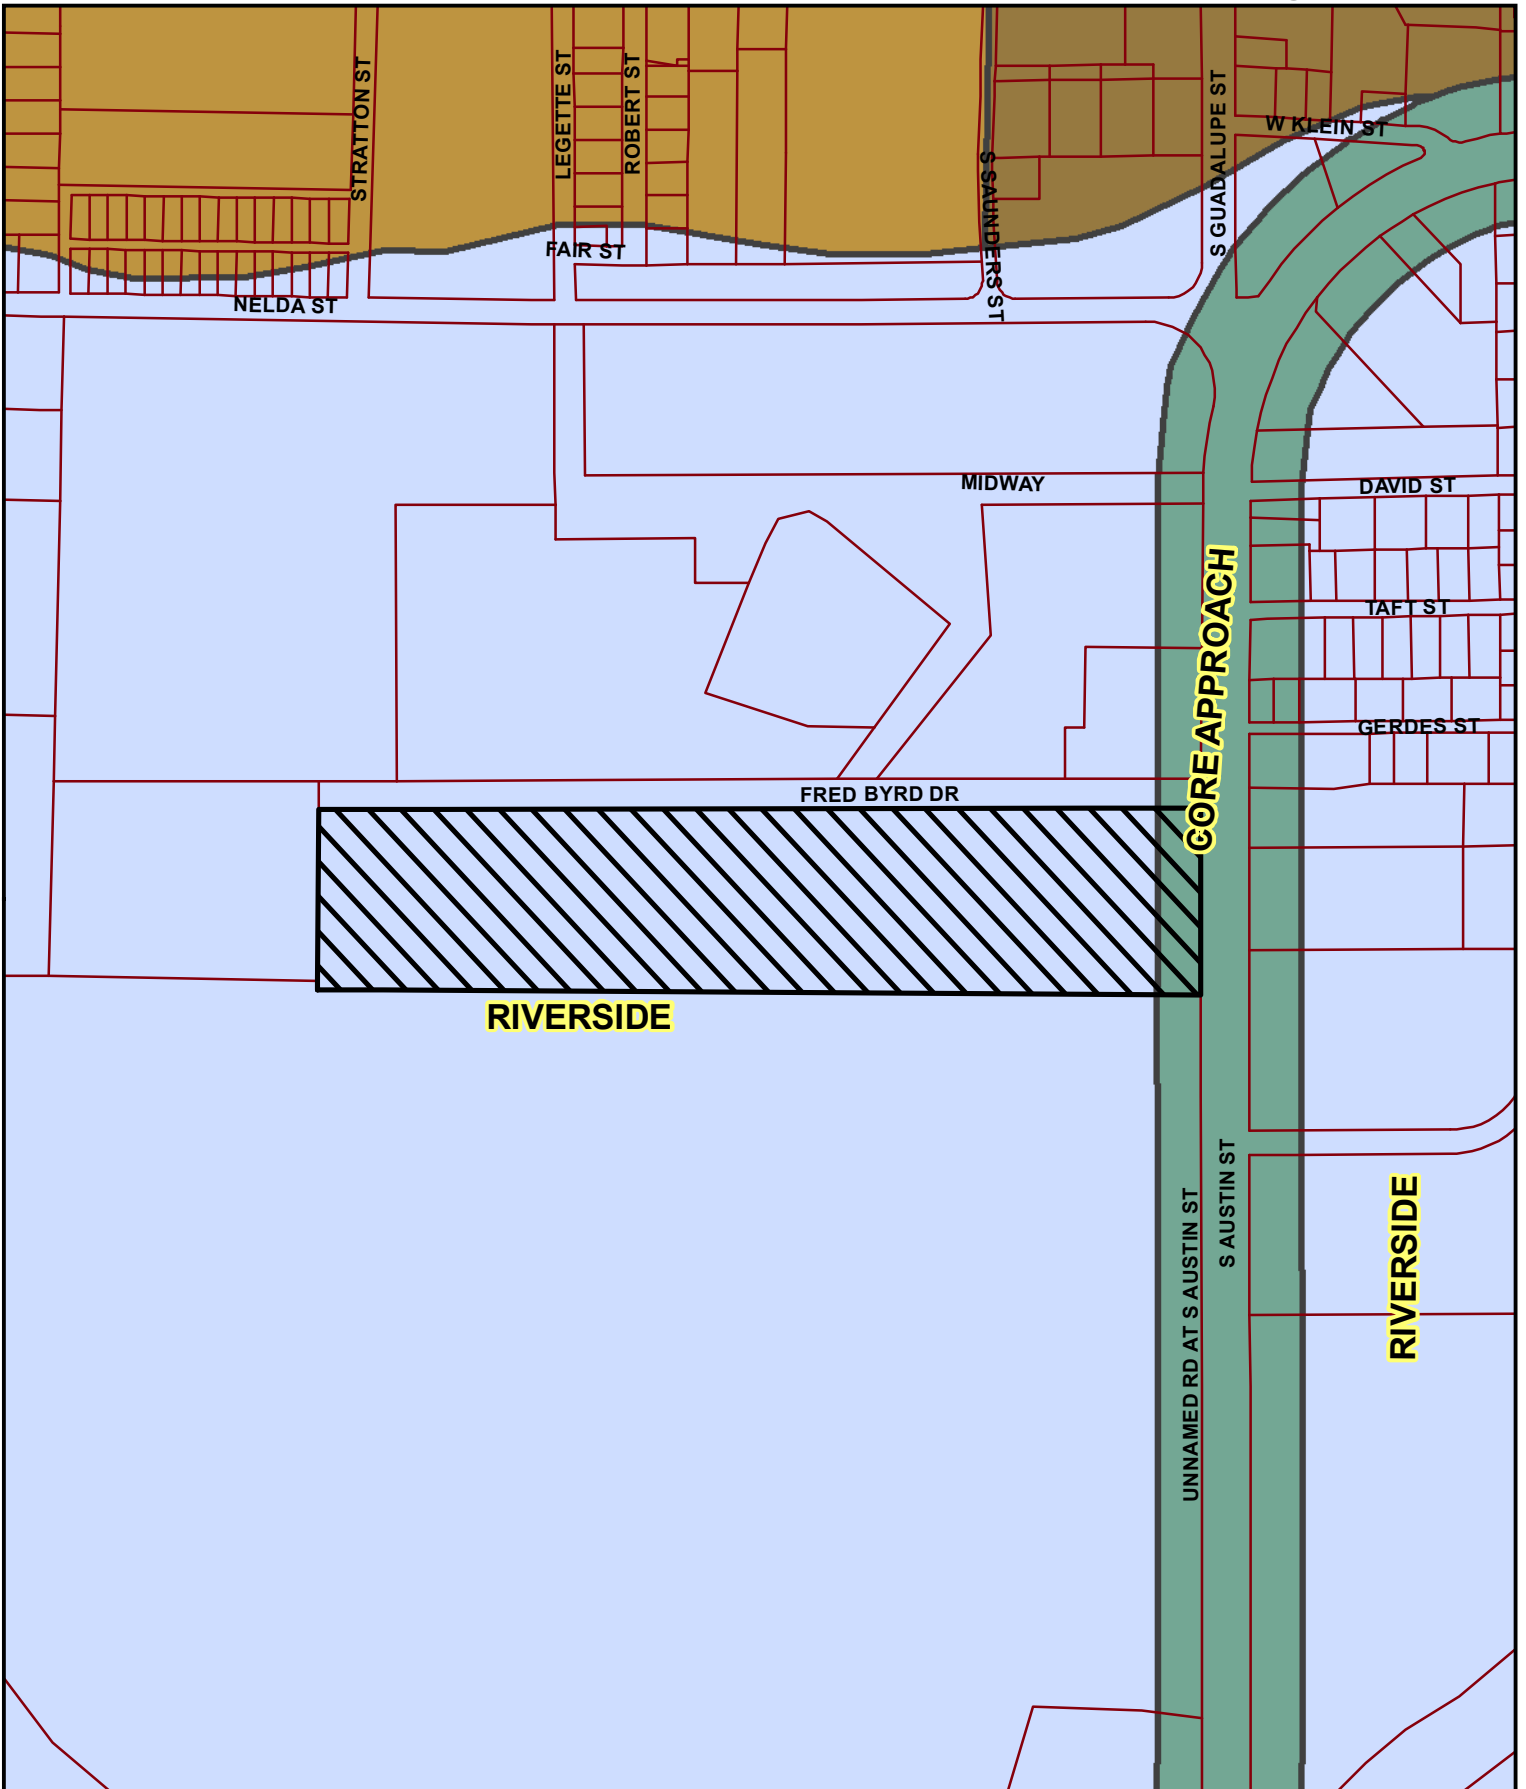 STRATTON ST
LEGETTE ST
ROBERT ST
S SAUNDERS ST
S GUADALUPE ST
W KLEIN ST
FAIR ST
NELDA ST
MIDWAY
DAVID ST
CORE APPROACH
TAFT ST
GERDES ST
FRED BYRD DR
RIVERSIDE
UNNAMED RD AT S AUSTIN ST
S AUSTIN ST
RIVERSIDE